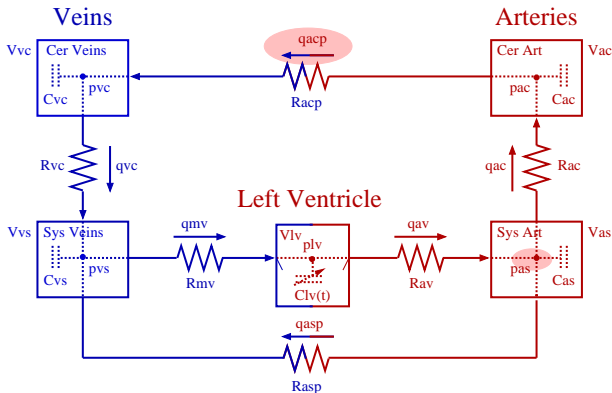 Veins
Arteries
qacp
Vvc
Cer Veins
Cer Art
Vac
pvc
pac
Cvc
Cac
Racp
Rvc
qvc
qac
Rac
Left Ventricle
qmv
qav
Vvs
Sys Veins
Vlv
plv
Sys Art
Vas
pvs
pas
Cvs
Rmv
Clv(t)
Rav
Cas
qasp
Rasp